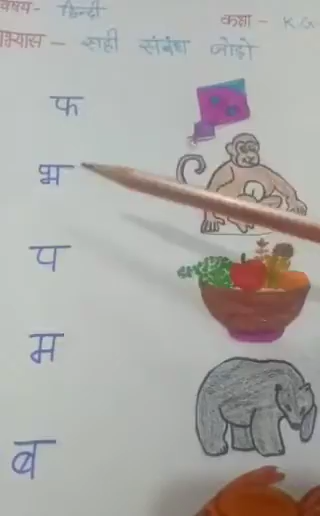 विषय- हिन्दी कक्षा - K.G
अभ्यास - सही संबंध जोड़ो
फ
भ
प
म
ब